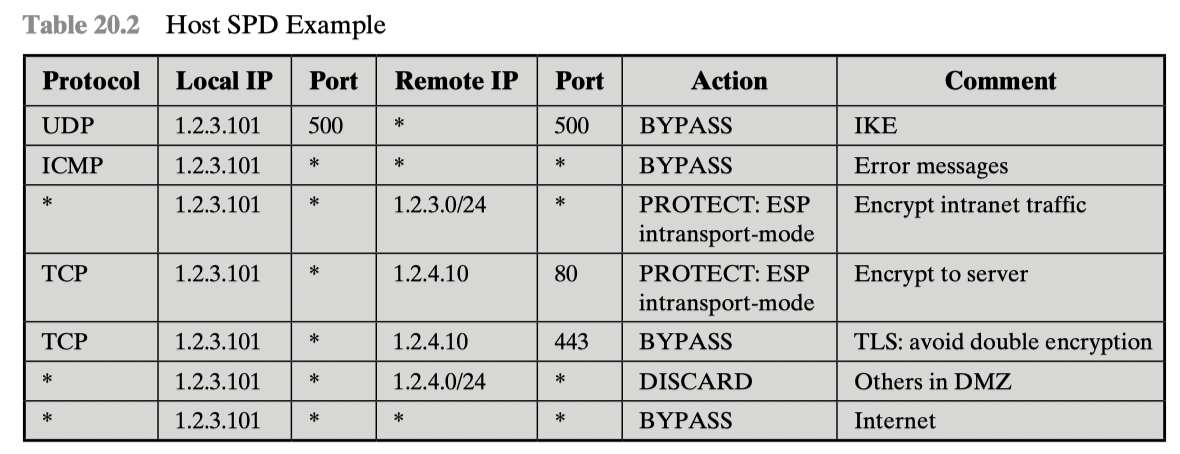 Table 20.2 Host SPD Example
Protocol Local IP Port Remote IP Port Action Comment
UDP 1.2.3.101 500 * 500 BYPASS IKE
ICMP 1.2.3.101 * * * BYPASS Error messages
* 1.2.3.101 * 1.2.3.0/24 * PROTECT: ESP Encrypt intranet traffic
intransport-mode
TCP 1.2.3.101 * 1.2.4.10 80 PROTECT: ESP Encrypt to server
intransport-mode
TCP 1.2.3.101 * 1.2.4.10 443 BYPASS TLS: avoid double encryption
* 1.2.3.101 * 1.2.4.0/24 * DISCARD Others in DMZ
* 1.2.3.101 * * * BYPASS Internet